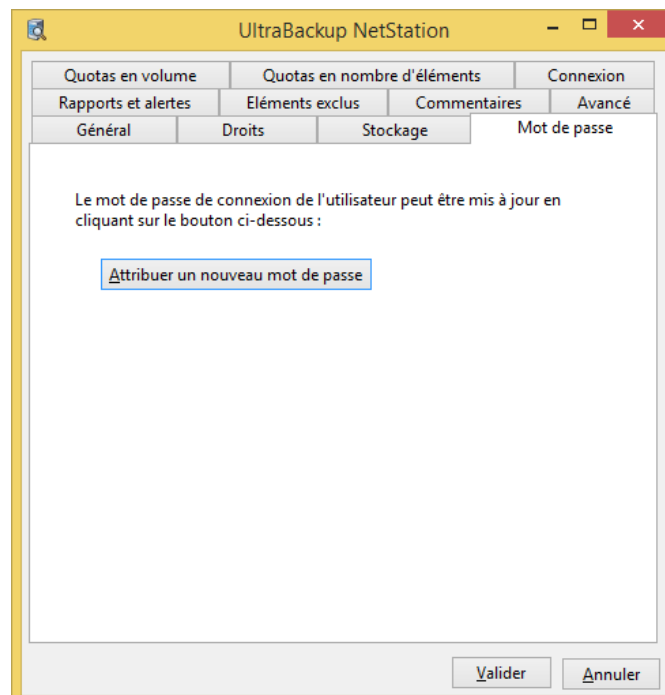 UltraBackup NetStation
Quotas en volume Quotas en nombre d'éléments Connexion
Rapports et alertes Eléments exclus Commentaires Avancé
Général Droits Stockage Mot de passe
Le mot de passe de connexion de l'utilisateur peut être mis à jour en
cliquant sur le bouton ci-dessous :
Attribuer un nouveau mot de passe
Valider Annuler